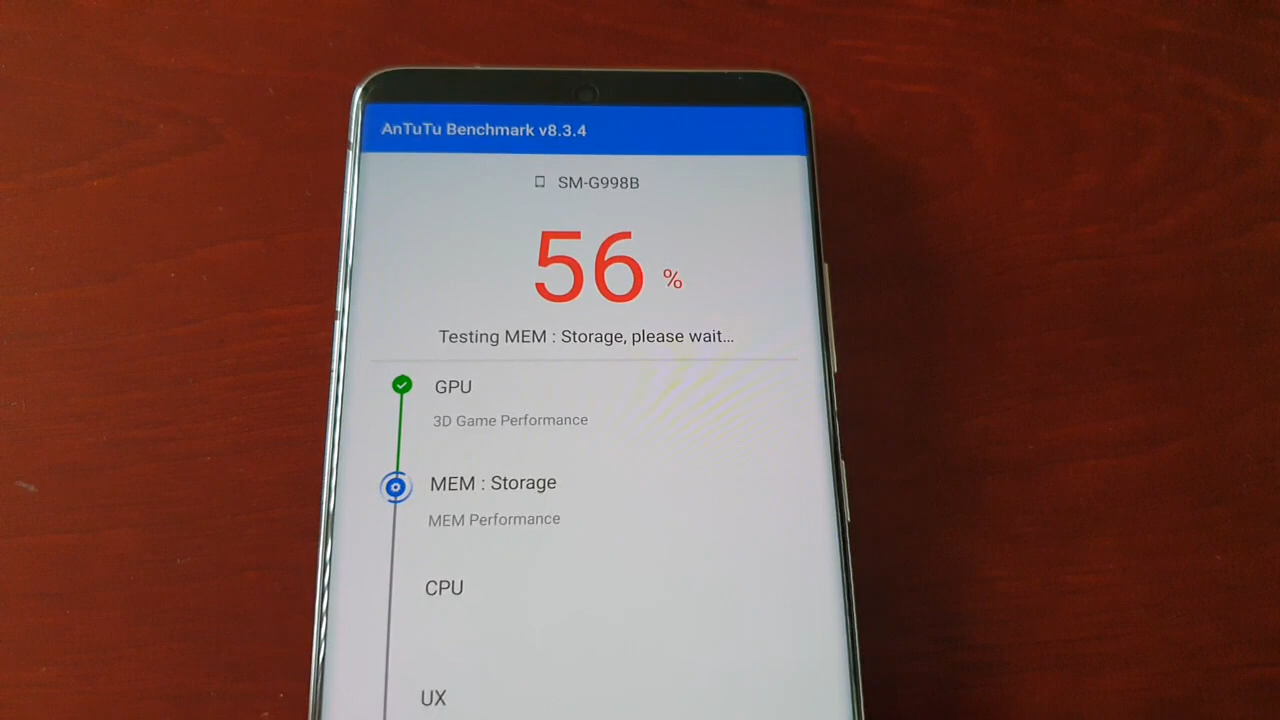 AnTuTu Benchmark v8.3.4
SM-G998B
56 %
Testing MEM : Storage, please wait...
GPU
3D Game Performance
MEM : Storage
MEM Performance
CPU
UX